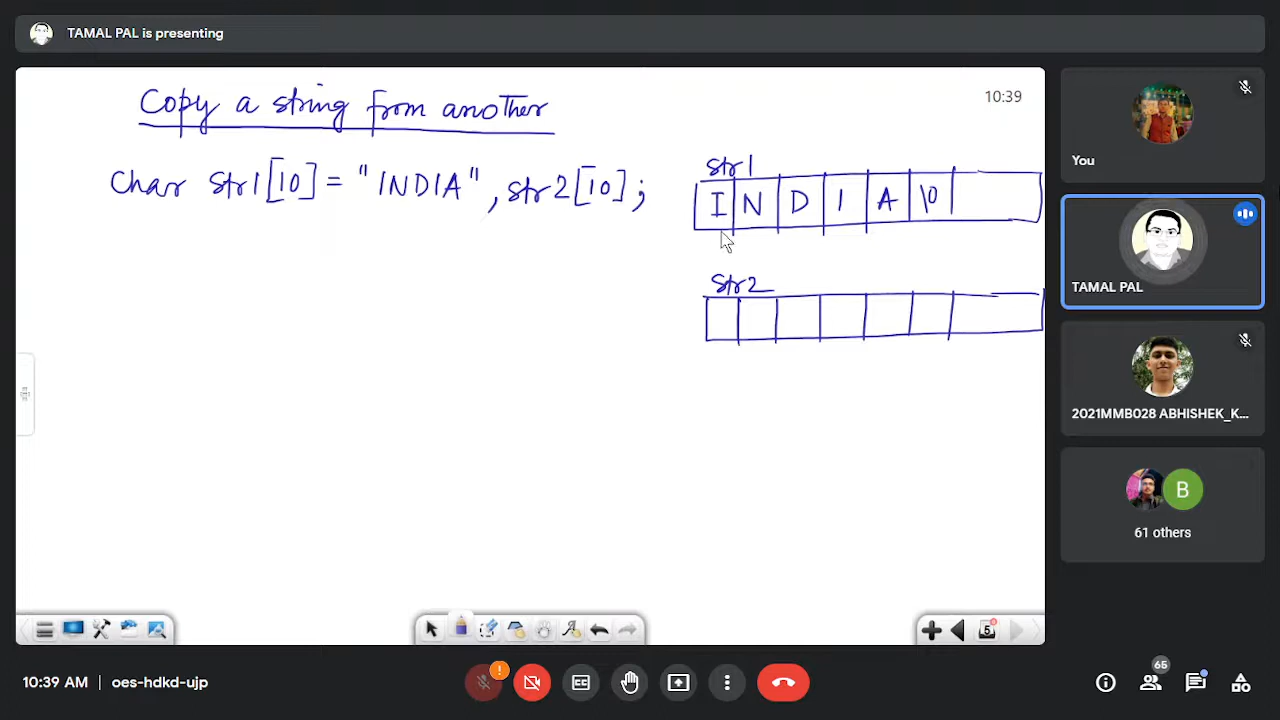 TAMAL PAL is presenting
Copy a string from another
10:39
char str1[10] = "INDIA", str2[10];
str1
I N D I A \0
str2
You
TAMAL PAL
2021MMB028 ABHISHEK_K...
B
61 others
5
10:39 AM | oes-hdkd-ujp
65